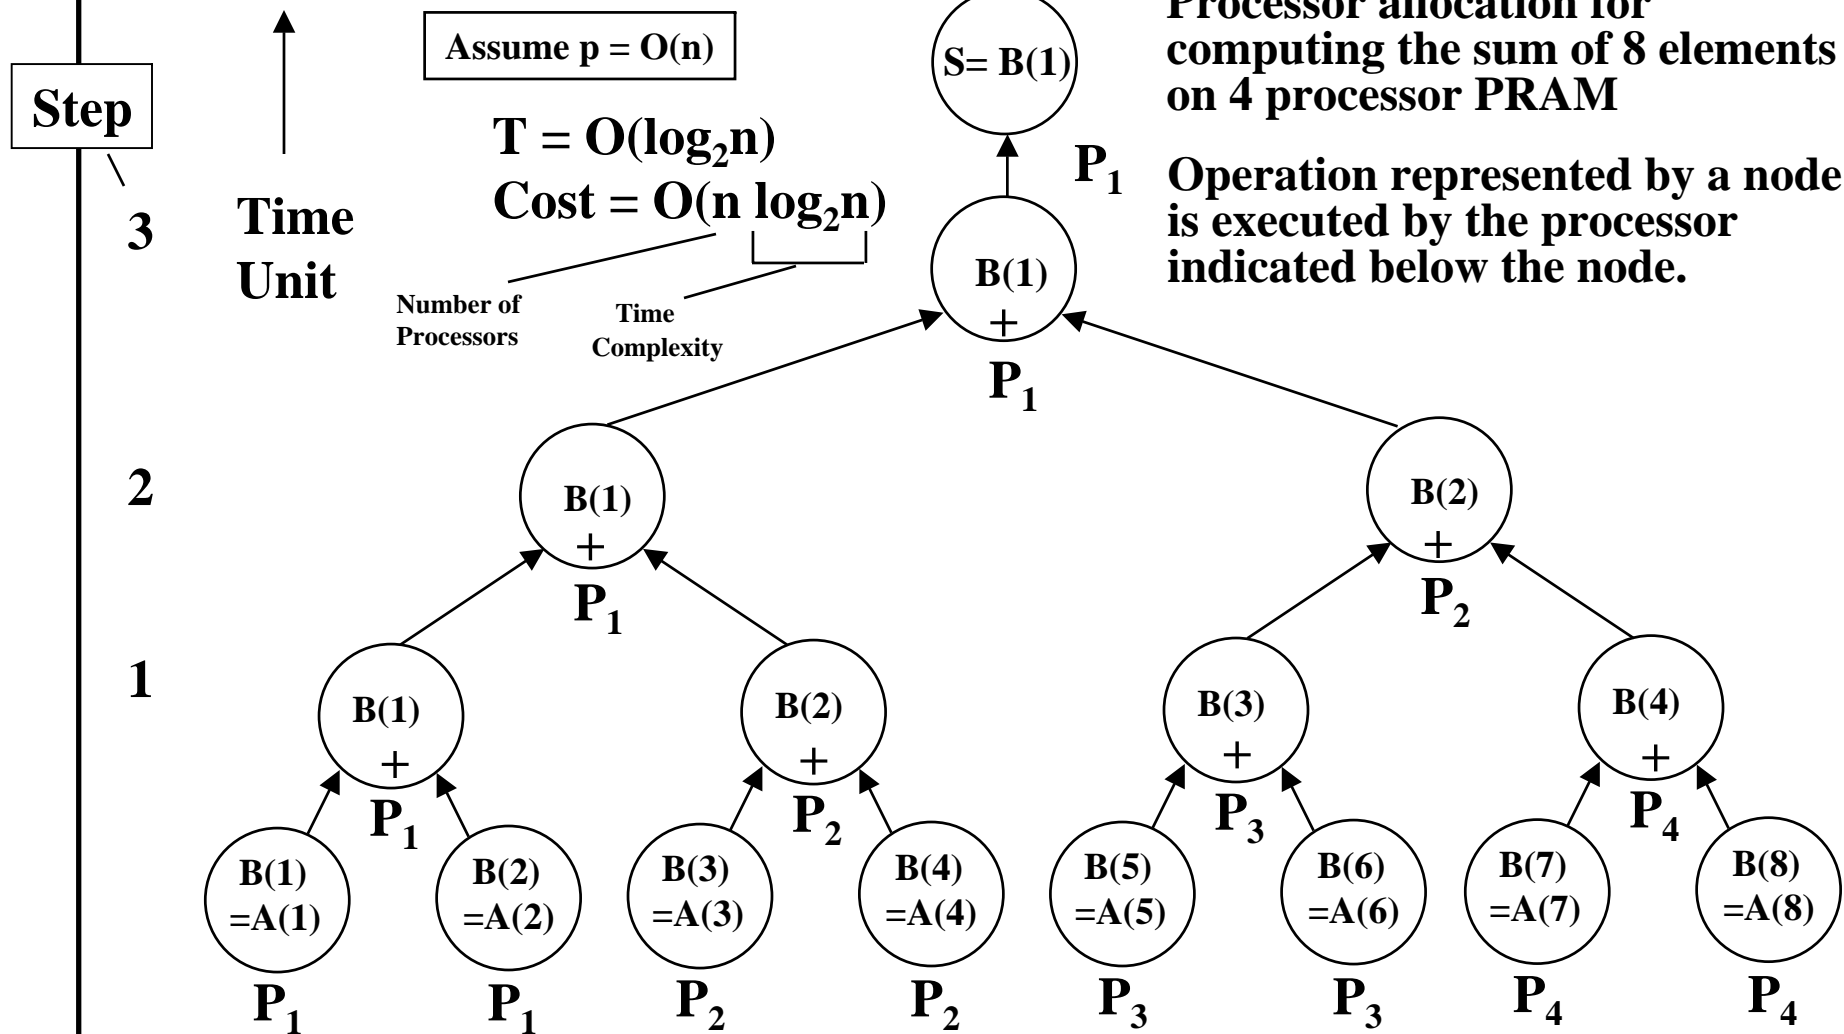 Processor allocation for
computing the sum of 8 elements
on 4 processor PRAM
Assume p = O(n)
S= B(1)
Step
T = O(log₂n)
P₁
Operation represented by a node
is executed by the processor
indicated below the node.
Cost = O(n log₂n)
3
Time
Unit
Number of
Processors
Time
Complexity
B(1)
+
P₁
2
B(1)
+
P₁
B(2)
+
P₂
1
B(1)
+
P₁
B(2)
+
P₂
B(3)
+
P₃
B(4)
+
P₄
B(1)
=A(1)
P₁
B(2)
=A(2)
P₁
B(3)
=A(3)
P₂
B(4)
=A(4)
P₂
B(5)
=A(5)
P₃
B(6)
=A(6)
P₃
B(7)
=A(7)
P₄
B(8)
=A(8)
P₄